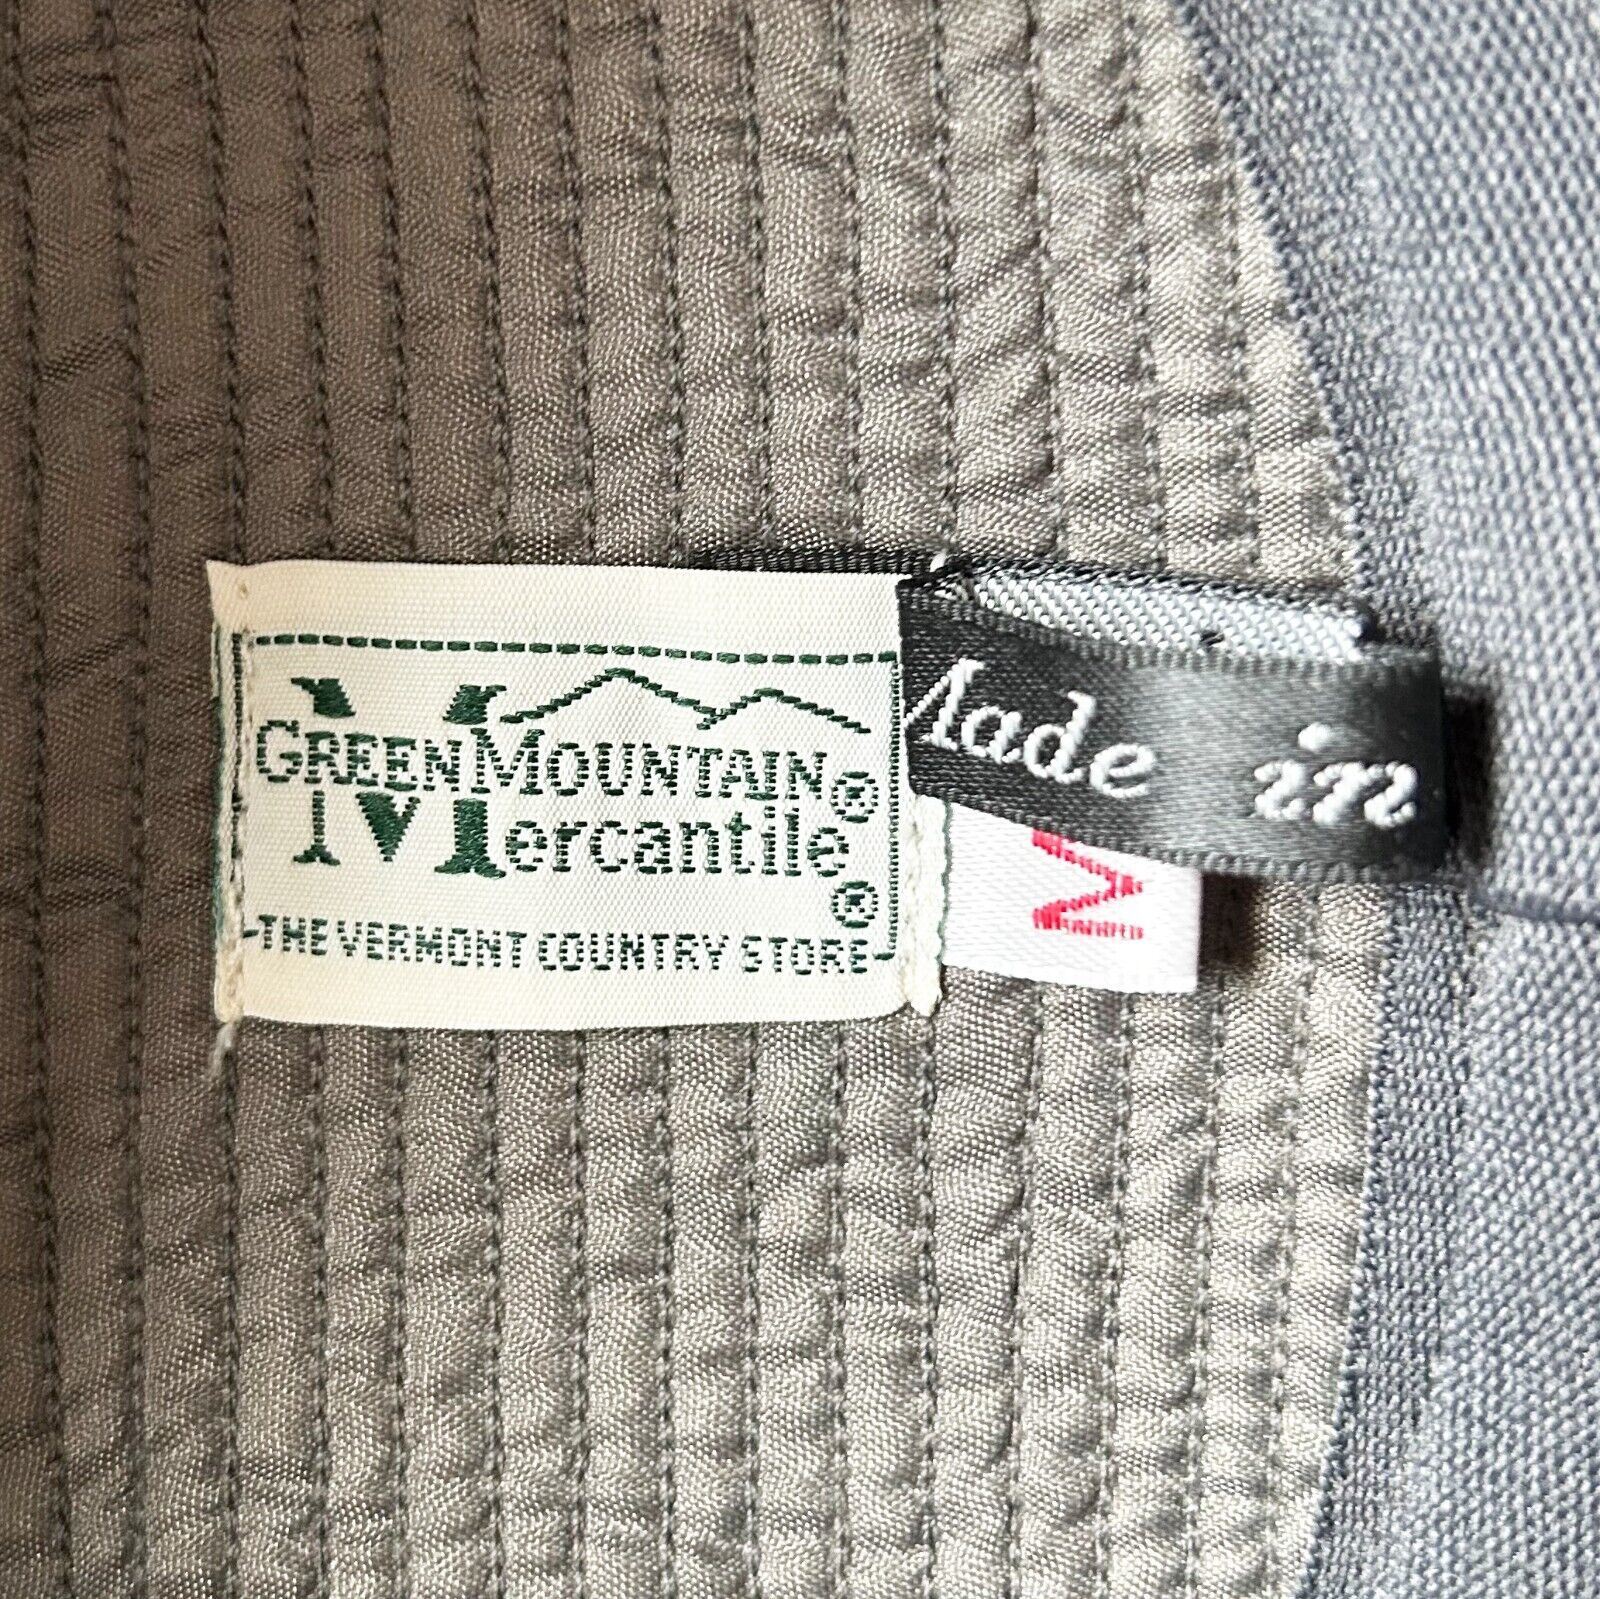 GREEN MOUNTAIN®
Mercantile®
THE VERMONT COUNTRY STORE
Made in
M